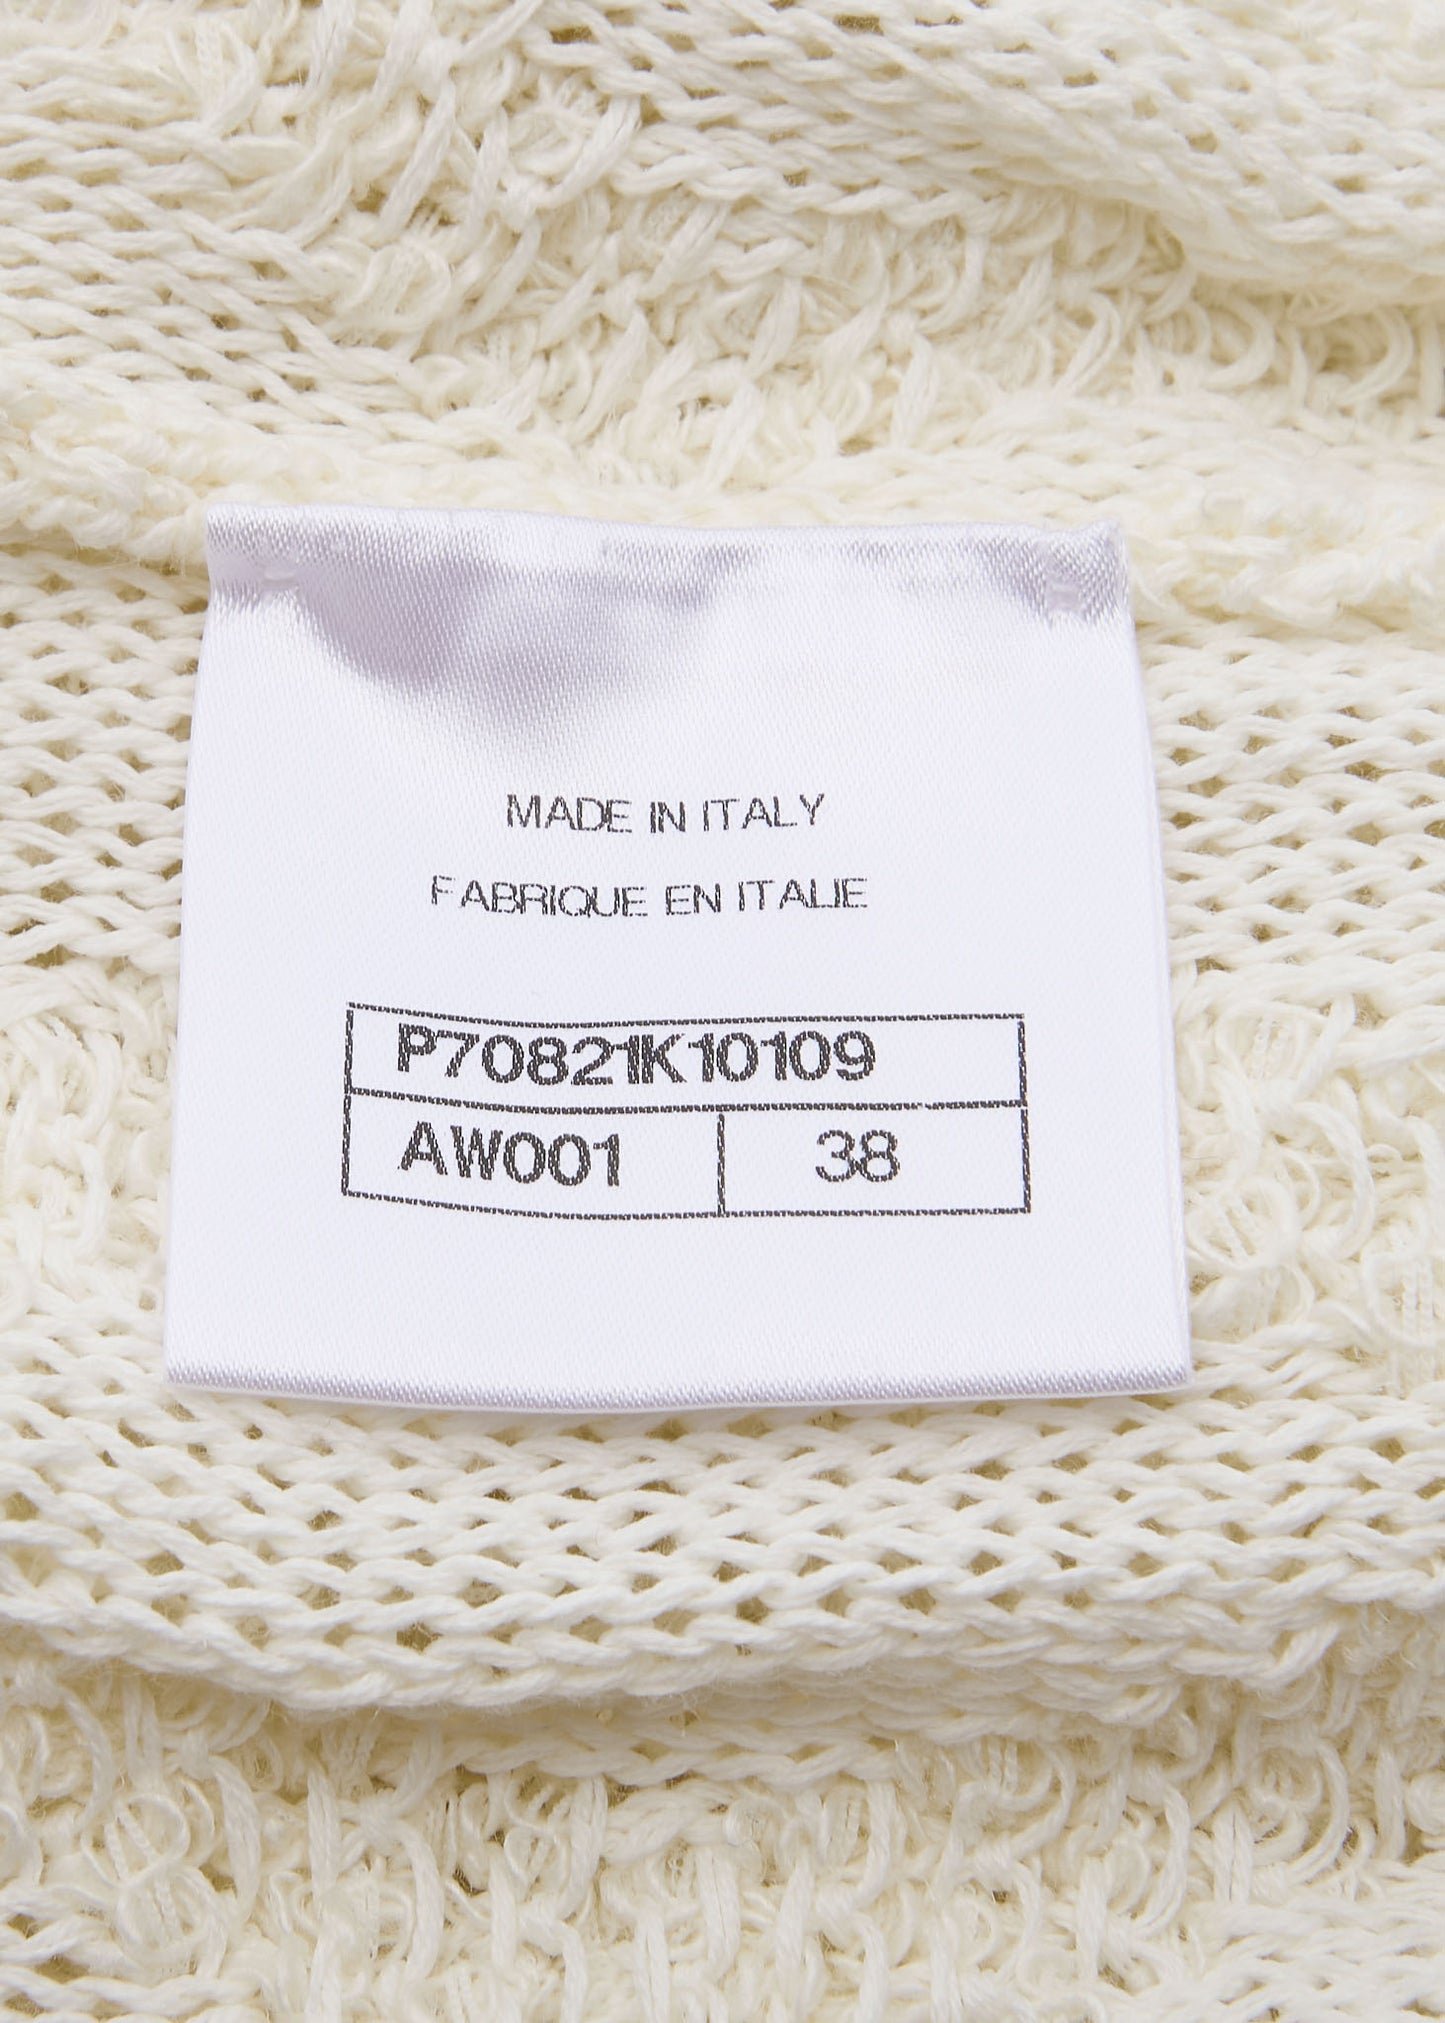 MADE IN ITALY
FABRIQUE EN ITALIE
P70821K10109
AW001 38